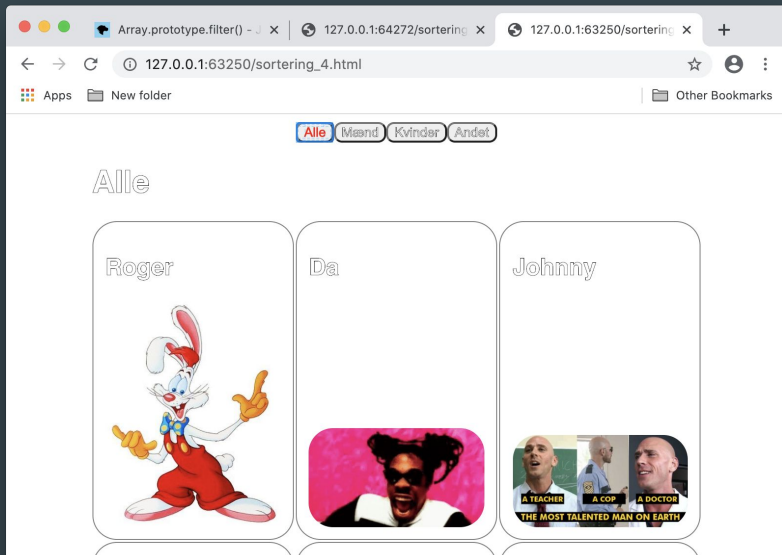 Array.prototype.filter() - J
127.0.0.1:64272/sortering_
127.0.0.1:63250/sortering_
127.0.0.1:63250/sortering_4.html
Apps
New folder
Other Bookmarks
Alle
Mænd
Kvinder
Andet
Alle
Roger
Da
Johnny
A TEACHER
A COP
A DOCTOR
THE MOST TALENTED MAN ON EARTH